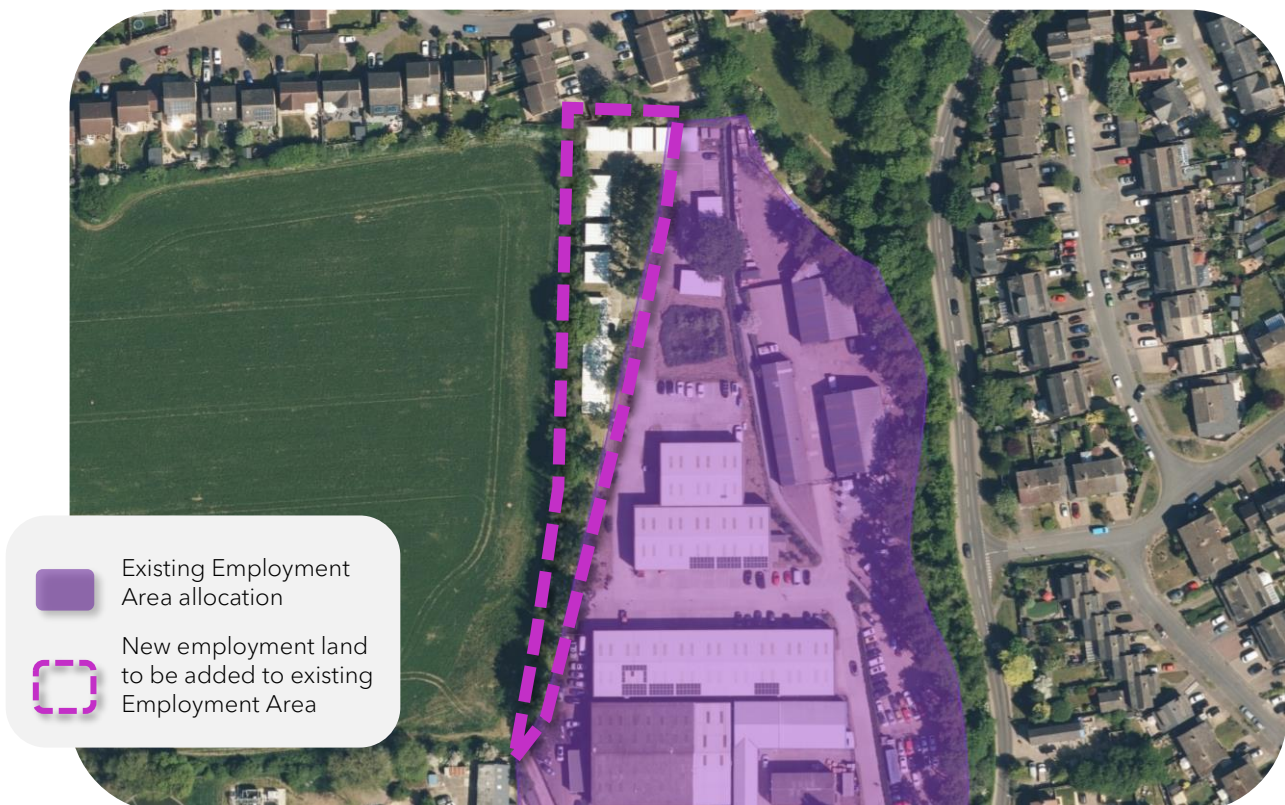 Existing Employment
Area allocation
New employment land
to be added to existing
Employment Area